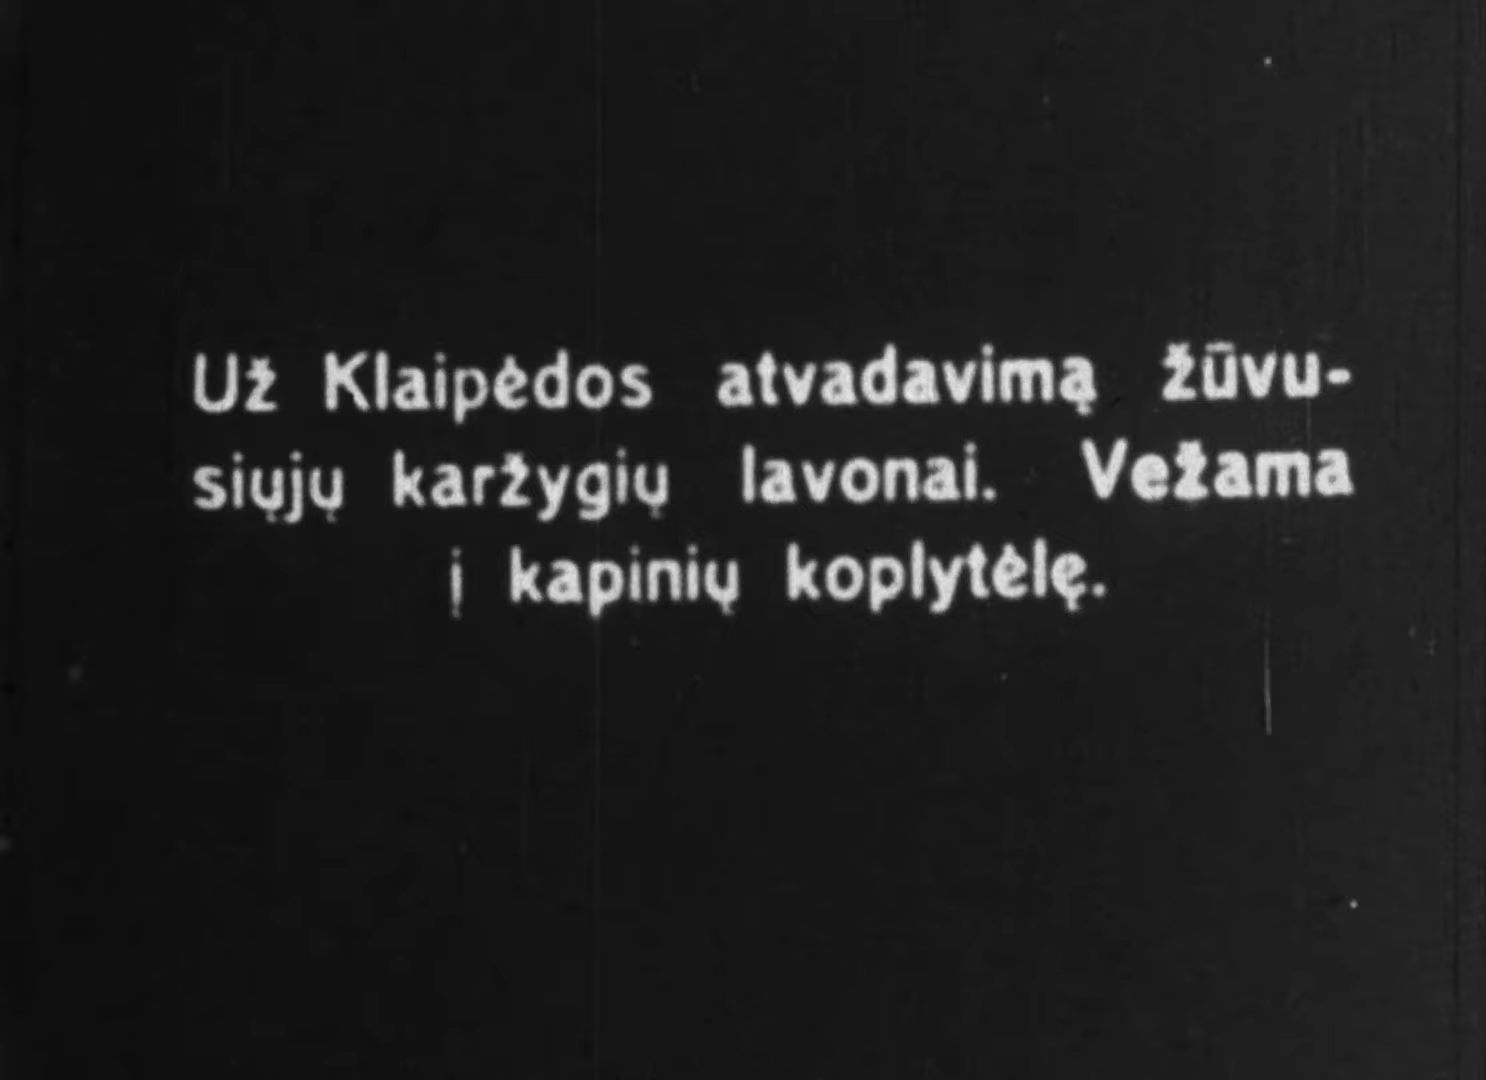 Už Klaipėdos atvadavimą žūvu-
siųjų karžygių lavonai. Vežama
į kapinių koplytėlę.